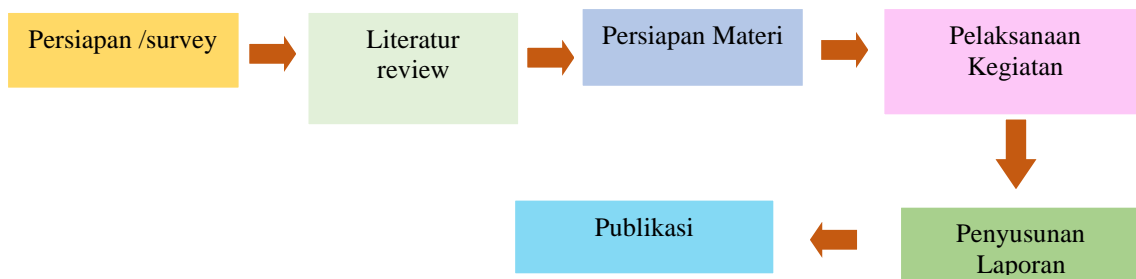 Persiapan /survey
Literatur
review
Persiapan Materi
Pelaksanaan
Kegiatan
Penyusunan
Laporan
Publikasi